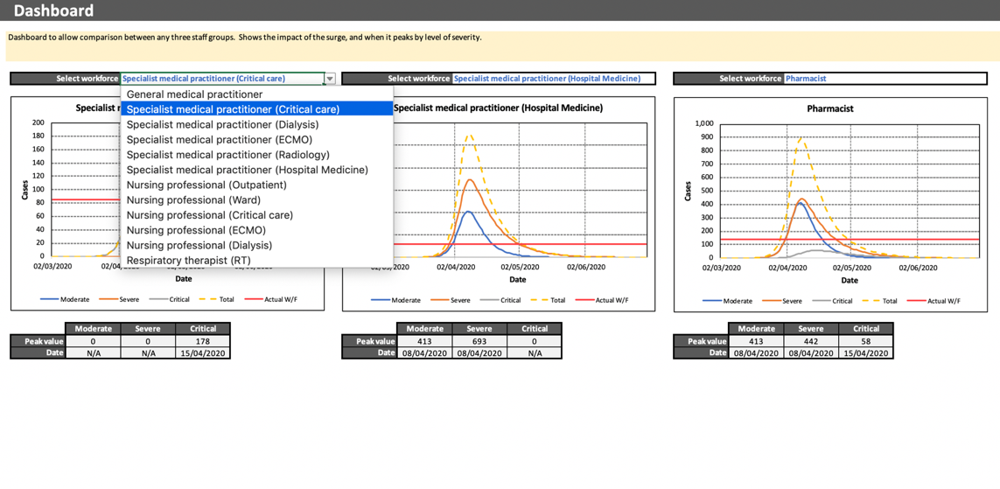 Dashboard
Dashboard to allow comparison between any three staff groups. Shows the impact of the surge, and when it peaks by level of severity.
Select workforce Specialist medical practitioner (Critical care)
General medical practitioner
Specialist medical practitioner (Critical care)
Specialist medical practitioner (Dialysis)
Specialist medical practitioner (ECMO)
Specialist medical practitioner (Radiology)
Specialist medical practitioner (Hospital Medicine)
Nursing professional (Outpatient)
Nursing professional (Ward)
Nursing professional (Critical care)
Nursing professional (ECMO)
Nursing professional (Dialysis)
Respiratory therapist (RT)
Specialist
200
180
160
140
120
100
80
60
40
20
0
Cases
02/03/2020
Date
Moderate Severe Critical Total Actual W/F
Moderate Severe Critical
Peak value 0 0 178
Date N/A N/A 15/04/2020
Select workforce Specialist medical practitioner (Hospital Medicine)
Specialist medical practitioner (Hospital Medicine)
02/04/2020 02/05/2020 02/06/2020
Date
Moderate Severe Critical Total Actual W/F
Moderate Severe Critical
Peak value 413 693 0
Date 08/04/2020 08/04/2020 N/A
Select workforce Pharmacist
Pharmacist
1,000
900
800
700
600
500
400
300
200
100
0
Cases
02/03/2020 02/04/2020 02/05/2020 02/06/2020
Date
Moderate Severe Critical Total Actual W/F
Moderate Severe Critical
Peak value 413 442 58
Date 08/04/2020 08/04/2020 15/04/2020